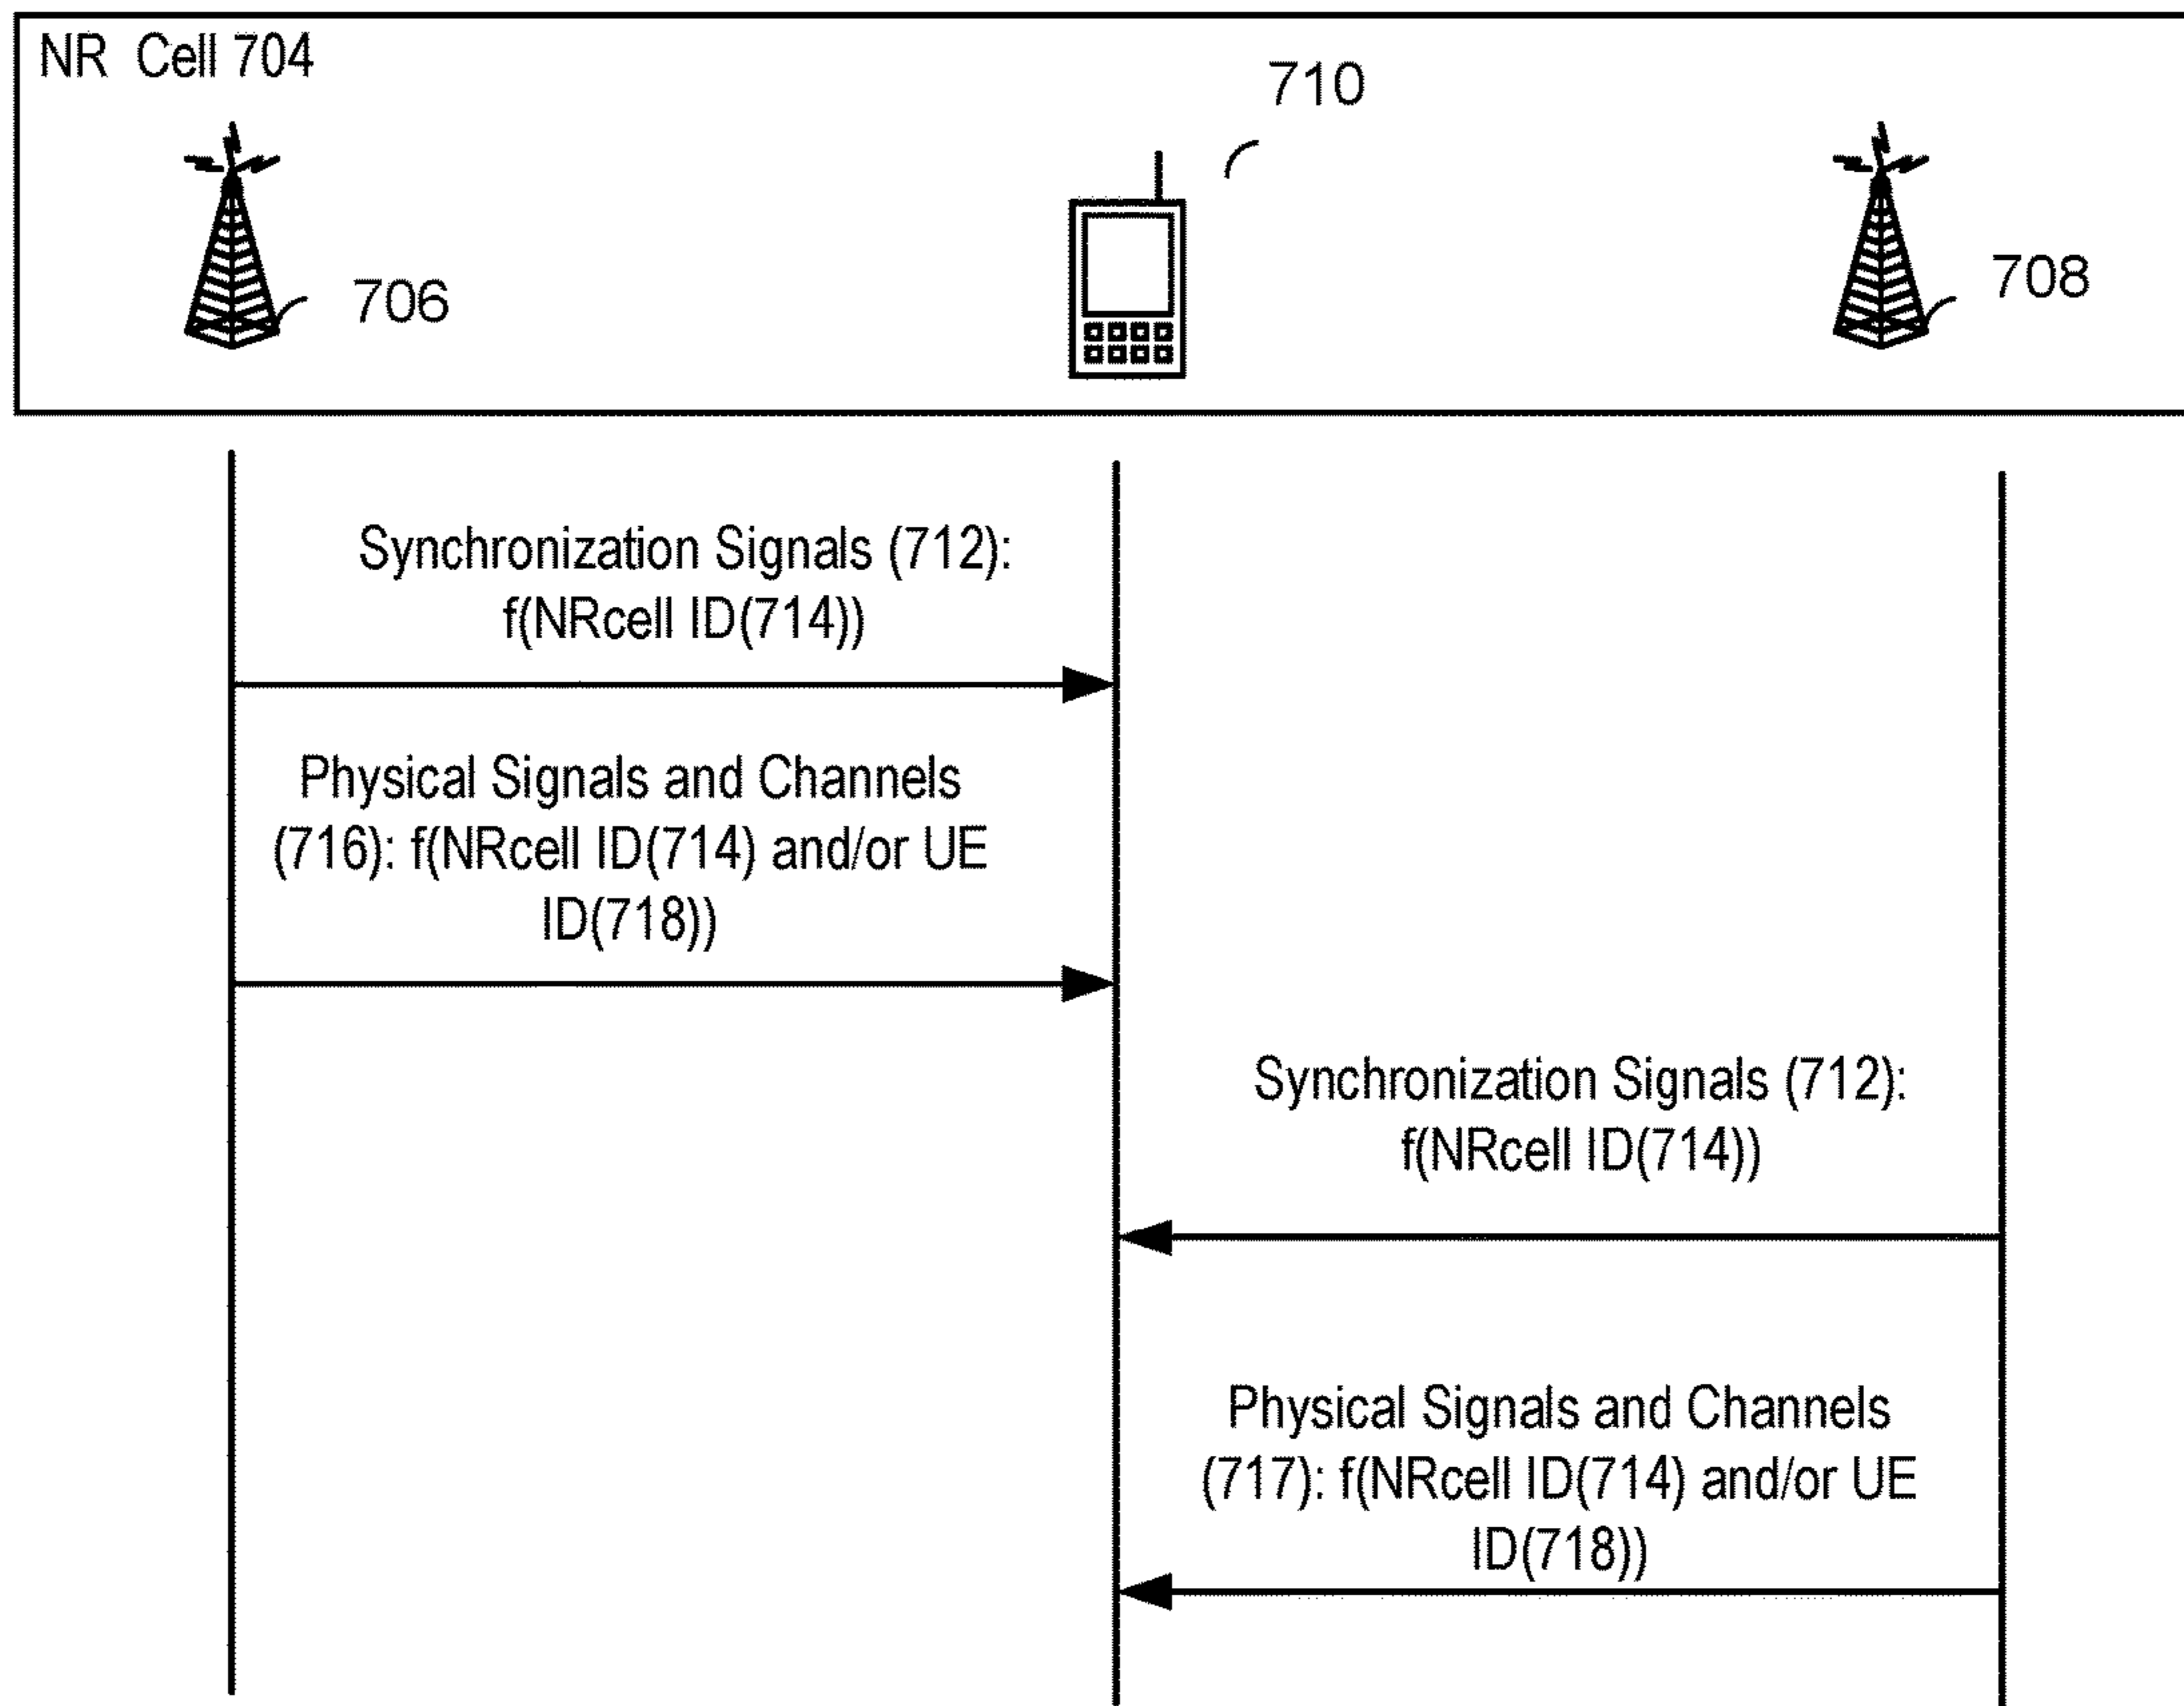 NR Cell 704
710
706
708
Synchronization Signals (712):
f(NRcell ID(714))
Physical Signals and Channels
(716): f(NRcell ID(714) and/or UE
ID(718))
Synchronization Signals (712):
f(NRcell ID(714))
Physical Signals and Channels
(717): f(NRcell ID(714) and/or UE
ID(718))